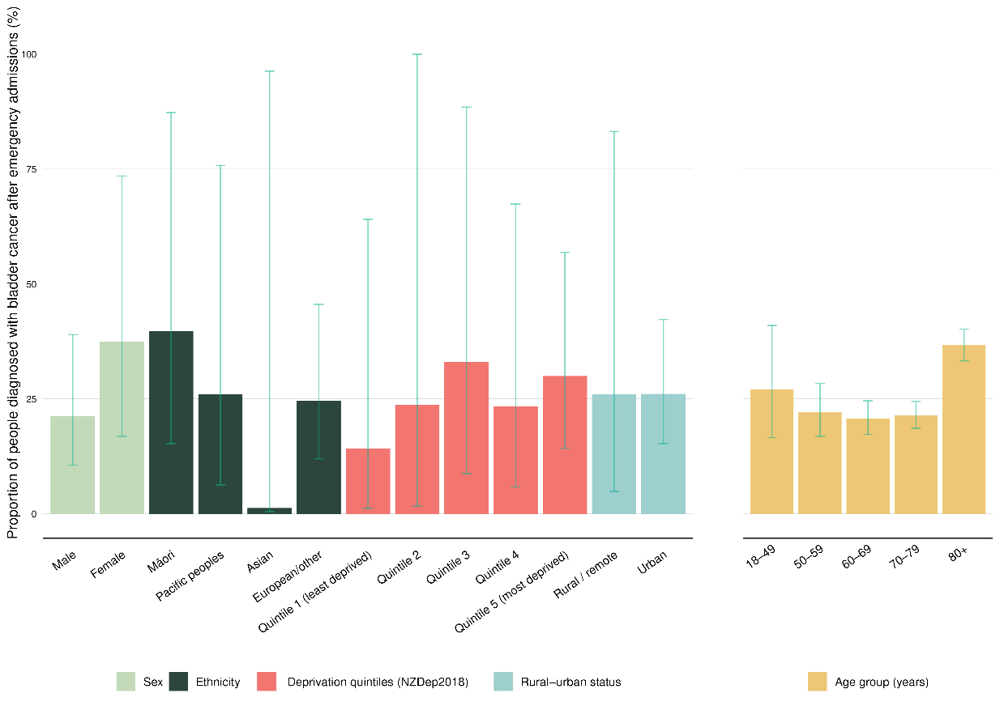 Proportion of people diagnosed with bladder cancer after emergency admissions (%)
100
75
50
25
0
Male
Female
Māori
Pacific peoples
Asian
European/other
Quintile 1 (least deprived)
Quintile 2
Quintile 3
Quintile 4
Quintile 5 (most deprived)
Rural / remote
Urban
18–49
50–59
60–69
70–79
80+
Sex
Ethnicity
Deprivation quintiles (NZDep2018)
Rural−urban status
Age group (years)